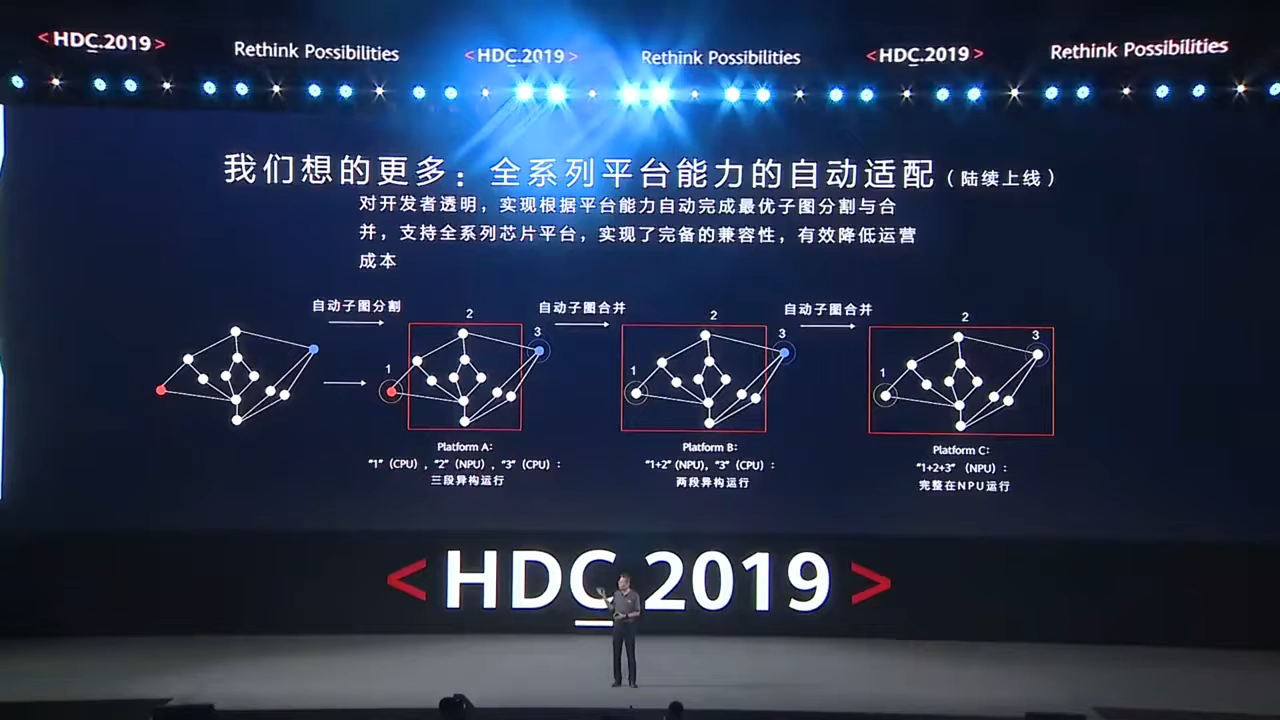 <HDC.2019>
Rethink Possibilities
<HDC.2019>
Rethink Possibilities
<HDC.2019>
Rethink Possibilities
我们想的更多：全系列平台能力的自动适配（陆续上线）
对开发者透明，实现根据平台能力自动完成最优子图分割与合
并，支持全系列芯片平台，实现了完备的兼容性，有效降低运营
成本
自动子图分割
自动子图合并
自动子图合并
1
2
3
1
2
3
1
2
3
Platform A：
“1”（CPU），“2”（NPU），“3”（CPU）：
三段异构运行
Platform B：
“1+2”（NPU），“3”（CPU）：
两段异构运行
Platform C：
“1+2+3”（NPU）：
完整在NPU运行
<HDC.2019>